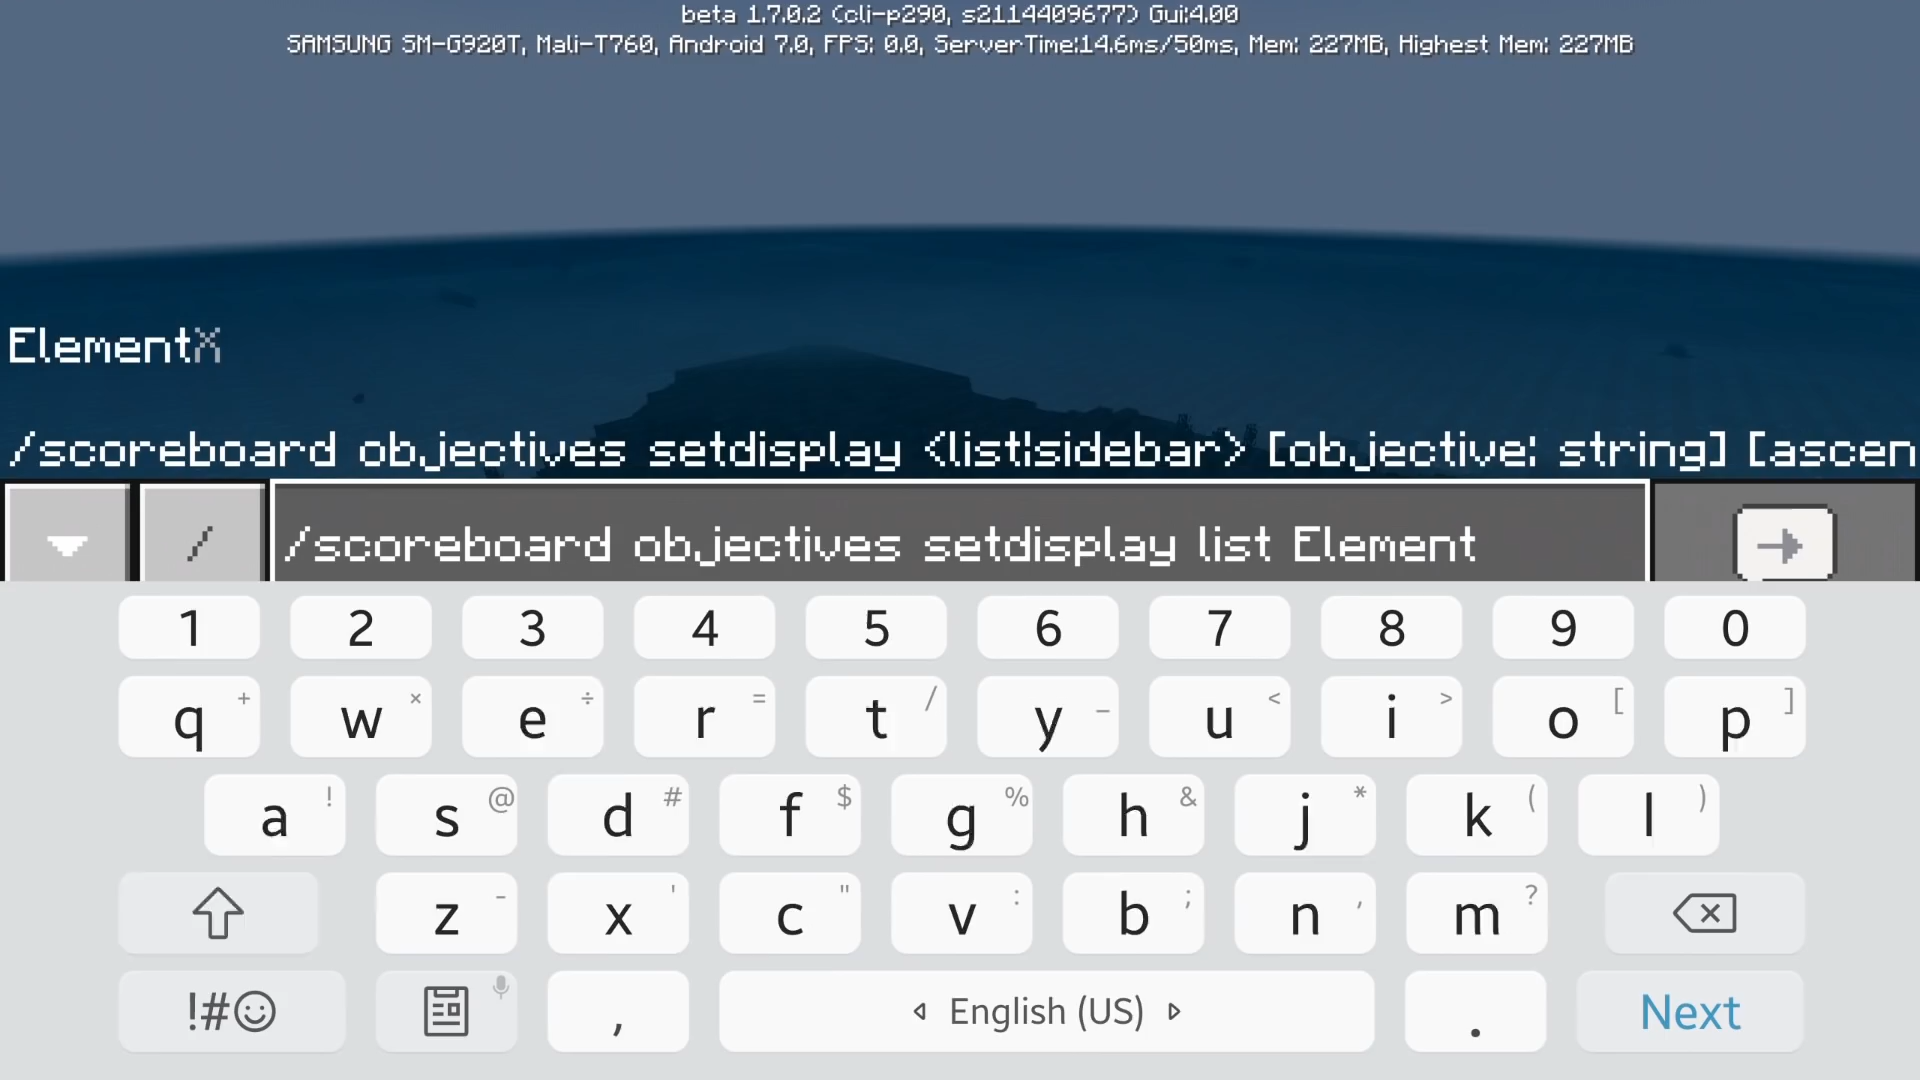 beta 1.7.0.2 (cli-p290, s2114409677) Gui:4.00
SAMSUNG SM-G920T, Mali-T760, Android 7.0, FPS: 0.0, ServerTime:14.6ms/50ms, Mem: 227MB, Highest Mem: 227MB
ElementX
/scoreboard objectives setdisplay <list|sidebar> [objective: string] [ascen
/ /scoreboard objectives setdisplay list Element
1 2 3 4 5 6 7 8 9 0
q + w × e ÷ r = t / y _ u < i > o [ p ]
a ! s @ d # f $ g % h & j * k ( l )
z - x ' c " v : b ; n , m ?
!#☺ , English (US) . Next